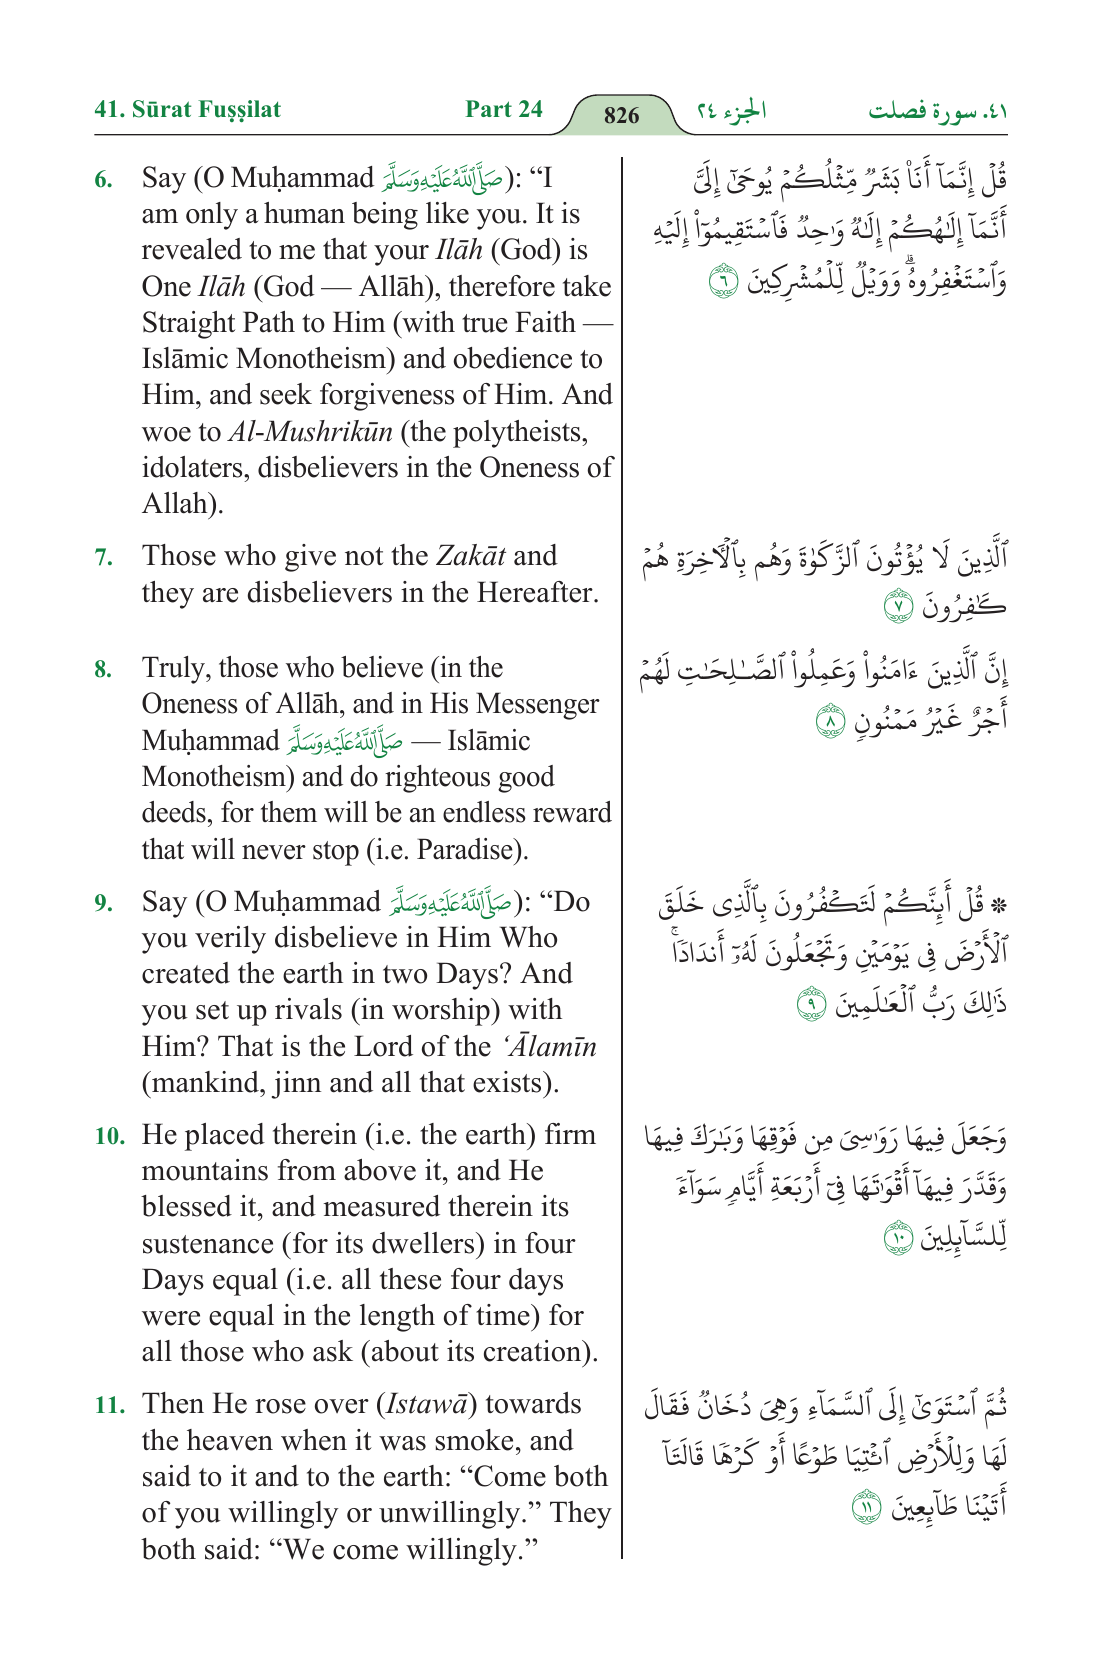 41. Sūrat Fuṣṣilat
Part 24
826
الجزء ٢٤
٤١. سورة فصلت
6. Say (O Muḥammad صَلَّى ٱللَّهُ عَلَيْهِ وَسَلَّمَ): “I
am only a human being like you. It is
revealed to me that your Ilāh (God) is
One Ilāh (God — Allāh), therefore take
Straight Path to Him (with true Faith —
Islāmic Monotheism) and obedience to
Him, and seek forgiveness of Him. And
woe to Al-Mushrikūn (the polytheists,
idolaters, disbelievers in the Oneness of
Allah).
7. Those who give not the Zakāt and
they are disbelievers in the Hereafter.
8. Truly, those who believe (in the
Oneness of Allāh, and in His Messenger
Muḥammad صَلَّى ٱللَّهُ عَلَيْهِ وَسَلَّمَ — Islāmic
Monotheism) and do righteous good
deeds, for them will be an endless reward
that will never stop (i.e. Paradise).
9. Say (O Muḥammad صَلَّى ٱللَّهُ عَلَيْهِ وَسَلَّمَ): “Do
you verily disbelieve in Him Who
created the earth in two Days? And
you set up rivals (in worship) with
Him? That is the Lord of the ‘Ālamīn
(mankind, jinn and all that exists).
10. He placed therein (i.e. the earth) firm
mountains from above it, and He
blessed it, and measured therein its
sustenance (for its dwellers) in four
Days equal (i.e. all these four days
were equal in the length of time) for
all those who ask (about its creation).
11. Then He rose over (Istawā) towards
the heaven when it was smoke, and
said to it and to the earth: “Come both
of you willingly or unwillingly.” They
both said: “We come willingly.”
قُلۡ إِنَّمَآ أَنَا۠ بَشَرٞ مِّثۡلُكُمۡ يُوحَىٰٓ إِلَيَّ
أَنَّمَآ إِلَٰهُكُمۡ إِلَٰهٞ وَٰحِدٞ فَٱسۡتَقِيمُوٓاْ إِلَيۡهِ
وَٱسۡتَغۡفِرُوهُۗ وَوَيۡلٞ لِّلۡمُشۡرِكِينَ ٦
ٱلَّذِينَ لَا يُؤۡتُونَ ٱلزَّكَوٰةَ وَهُم بِٱلۡأٓخِرَةِ هُمۡ
كَٰفِرُونَ ٧
إِنَّ ٱلَّذِينَ ءَامَنُواْ وَعَمِلُواْ ٱلصَّٰلِحَٰتِ لَهُمۡ
أَجۡرٌ غَيۡرُ مَمۡنُونٖ ٨
۞ قُلۡ أَئِنَّكُمۡ لَتَكۡفُرُونَ بِٱلَّذِي خَلَقَ
ٱلۡأَرۡضَ فِي يَوۡمَيۡنِ وَتَجۡعَلُونَ لَهُۥٓ أَندَادٗاۚ
ذَٰلِكَ رَبُّ ٱلۡعَٰلَمِينَ ٩
وَجَعَلَ فِيهَا رَوَٰسِيَ مِن فَوۡقِهَا وَبَٰرَكَ فِيهَا
وَقَدَّرَ فِيهَآ أَقۡوَٰتَهَا فِيٓ أَرۡبَعَةِ أَيَّامٖ سَوَآءٗ
لِّلسَّآئِلِينَ ١٠
ثُمَّ ٱسۡتَوَىٰٓ إِلَى ٱلسَّمَآءِ وَهِيَ دُخَانٞ فَقَالَ
لَهَا وَلِلۡأَرۡضِ ٱئۡتِيَا طَوۡعًا أَوۡ كَرۡهٗا قَالَتَآ
أَتَيۡنَا طَآئِعِينَ ١١